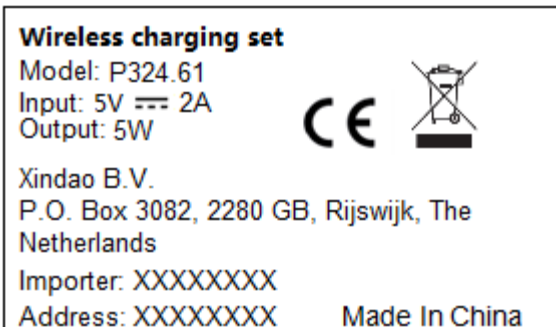 Wireless charging set
Model: P324.61
Input: 5V ⎓ 2A
Output: 5W
CE
Xindao B.V.
P.O. Box 3082, 2280 GB, Rijswijk, The
Netherlands
Importer: XXXXXXXX
Address: XXXXXXXX Made In China